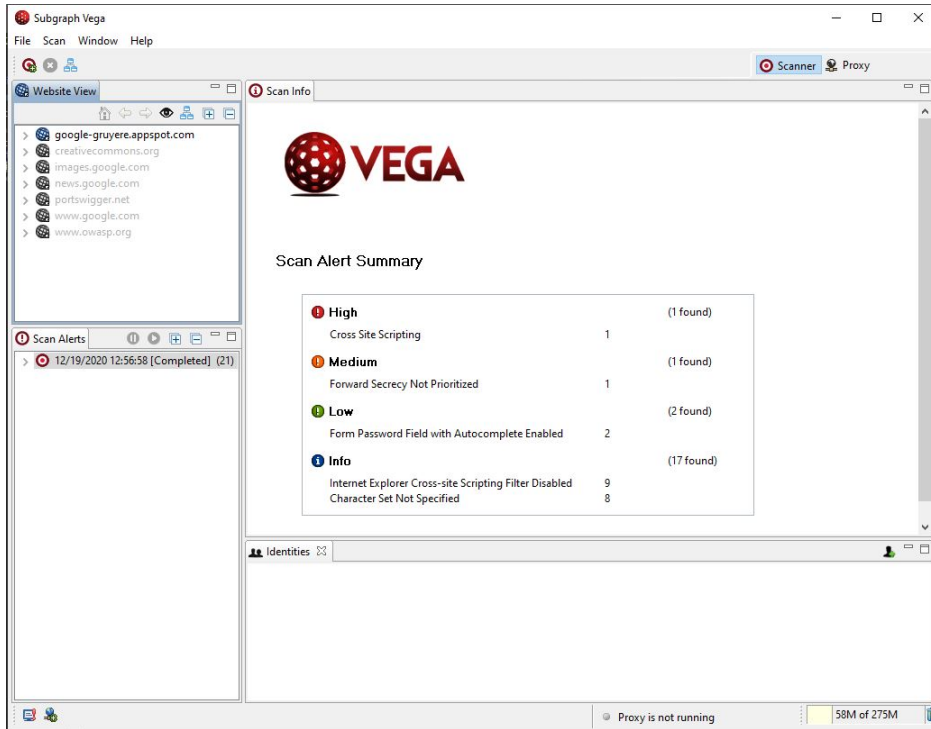 Subgraph Vega
File Scan Window Help
Scanner Proxy
Website View
google-gruyere.appspot.com
creativecommons.org
images.google.com
news.google.com
portswigger.net
www.google.com
www.owasp.org
Scan Alerts
12/19/2020 12:56:58 [Completed] (21)
Scan Info
VEGA
Scan Alert Summary
High (1 found)
Cross Site Scripting 1
Medium (1 found)
Forward Secrecy Not Prioritized 1
Low (2 found)
Form Password Field with Autocomplete Enabled 2
Info (17 found)
Internet Explorer Cross-site Scripting Filter Disabled 9
Character Set Not Specified 8
Identities
Proxy is not running
58M of 275M